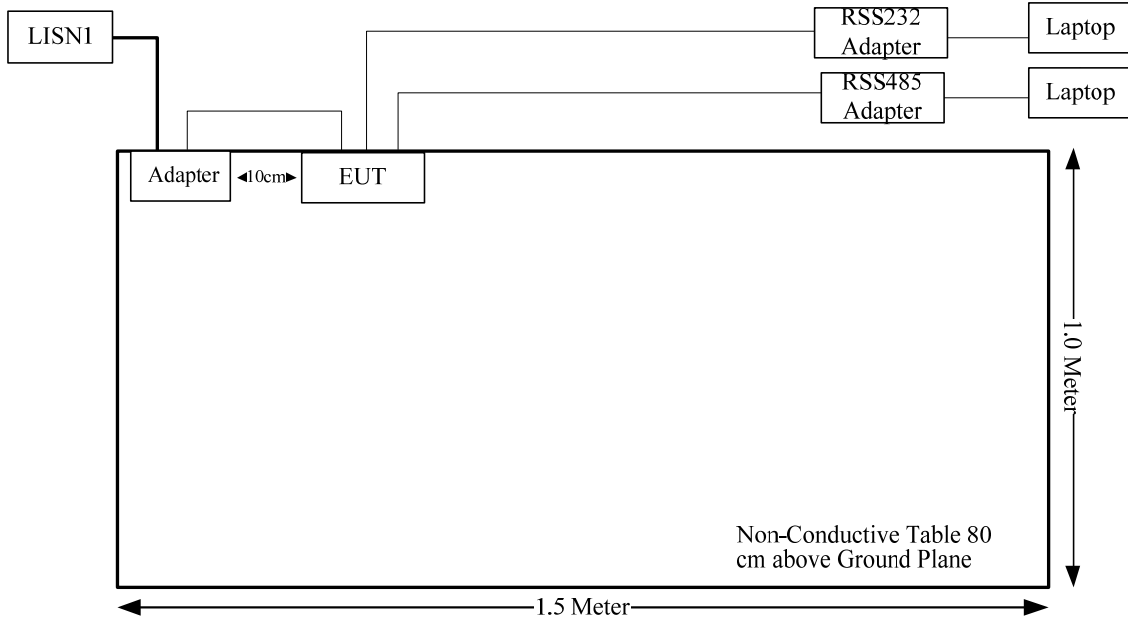 LISN1
RSS232
Adapter
Laptop
RSS485
Adapter
Laptop
Adapter
10cm
EUT
1.0 Meter
Non-Conductive Table 80
cm above Ground Plane
1.5 Meter